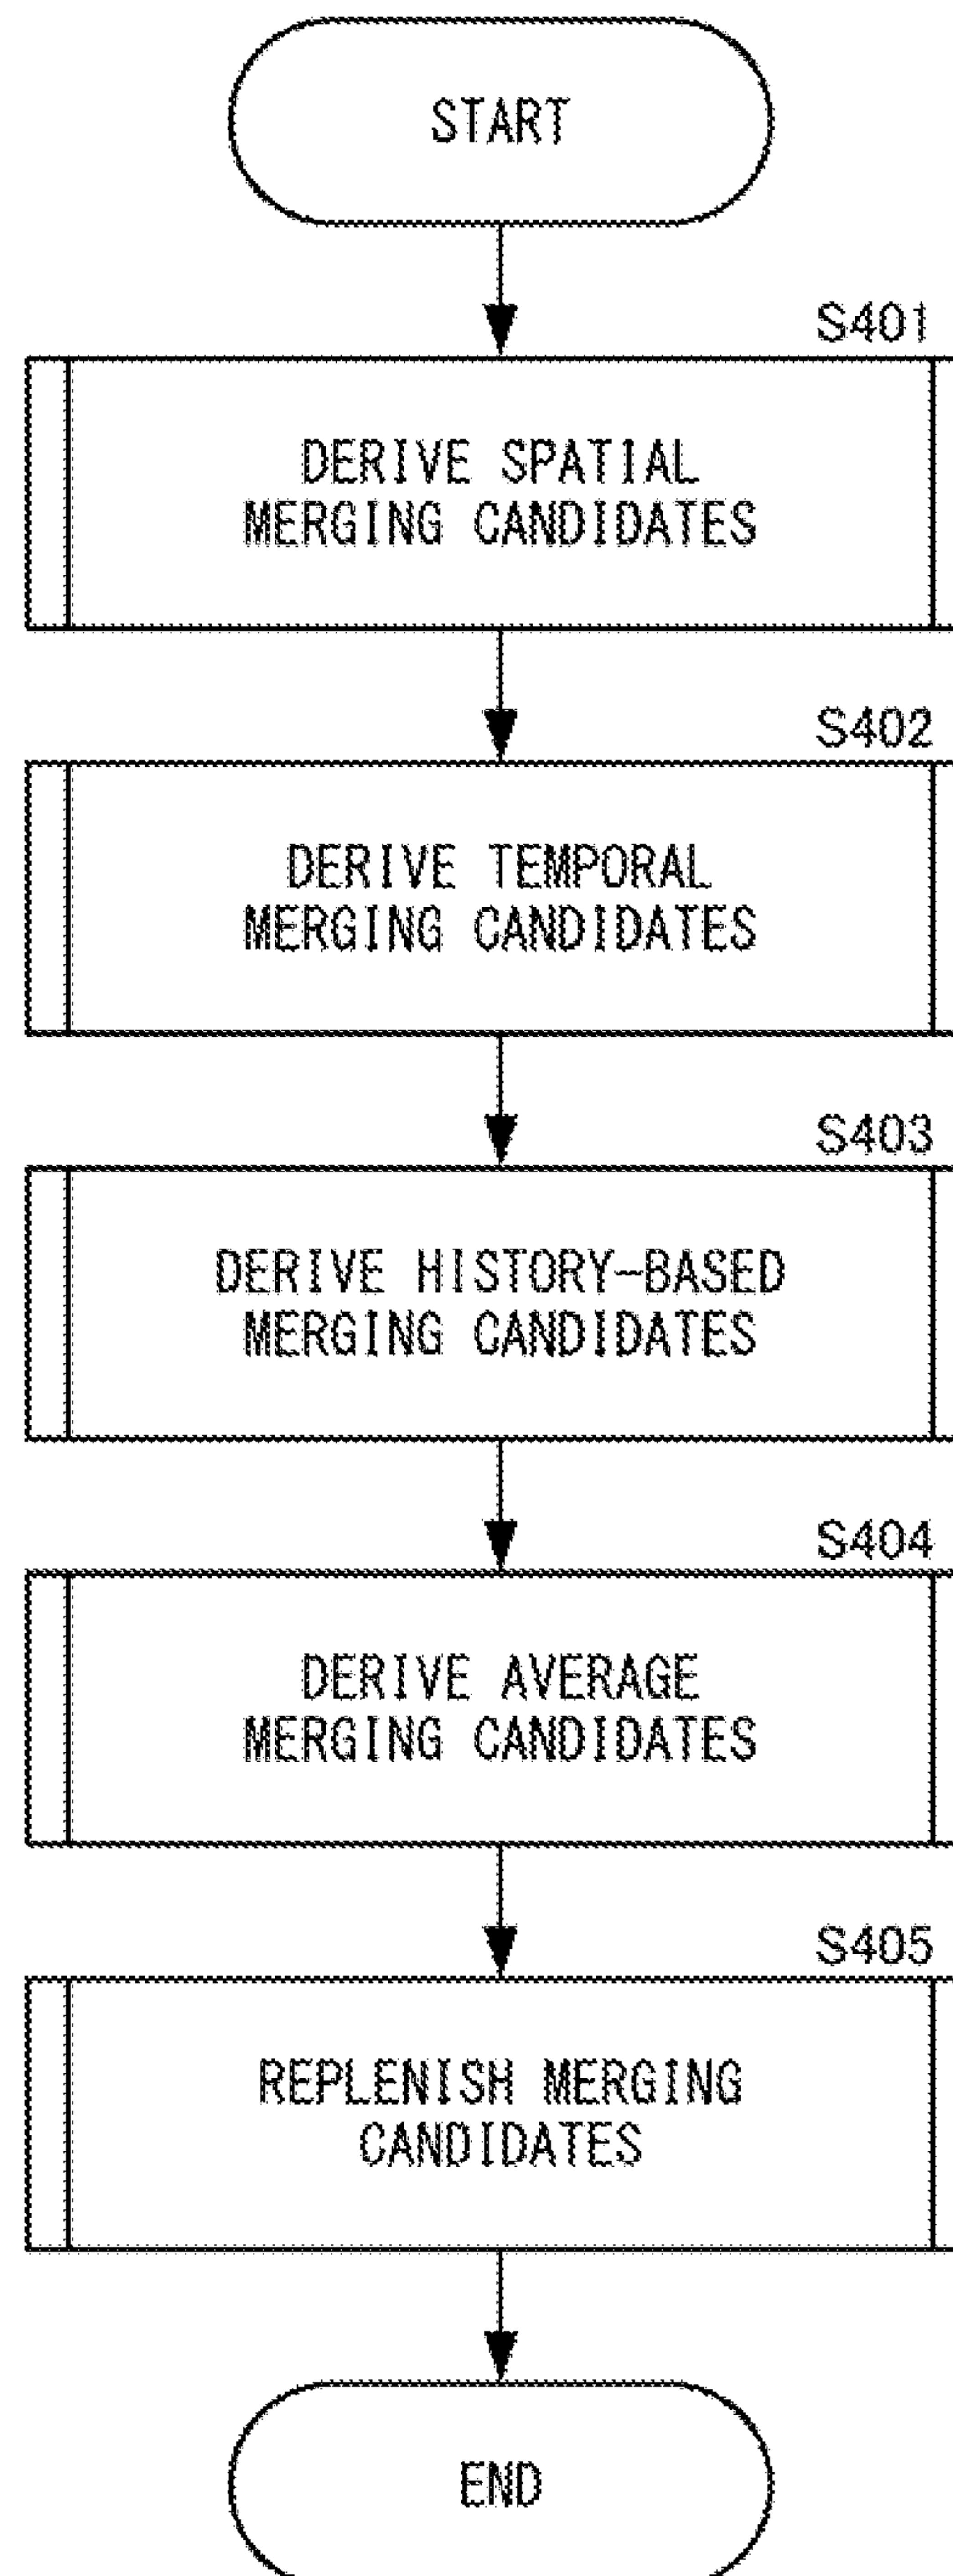 START
S401
DERIVE SPATIAL
MERGING CANDIDATES
S402
DERIVE TEMPORAL
MERGING CANDIDATES
S403
DERIVE HISTORY-BASED
MERGING CANDIDATES
S404
DERIVE AVERAGE
MERGING CANDIDATES
S405
REPLENISH MERGING
CANDIDATES
END